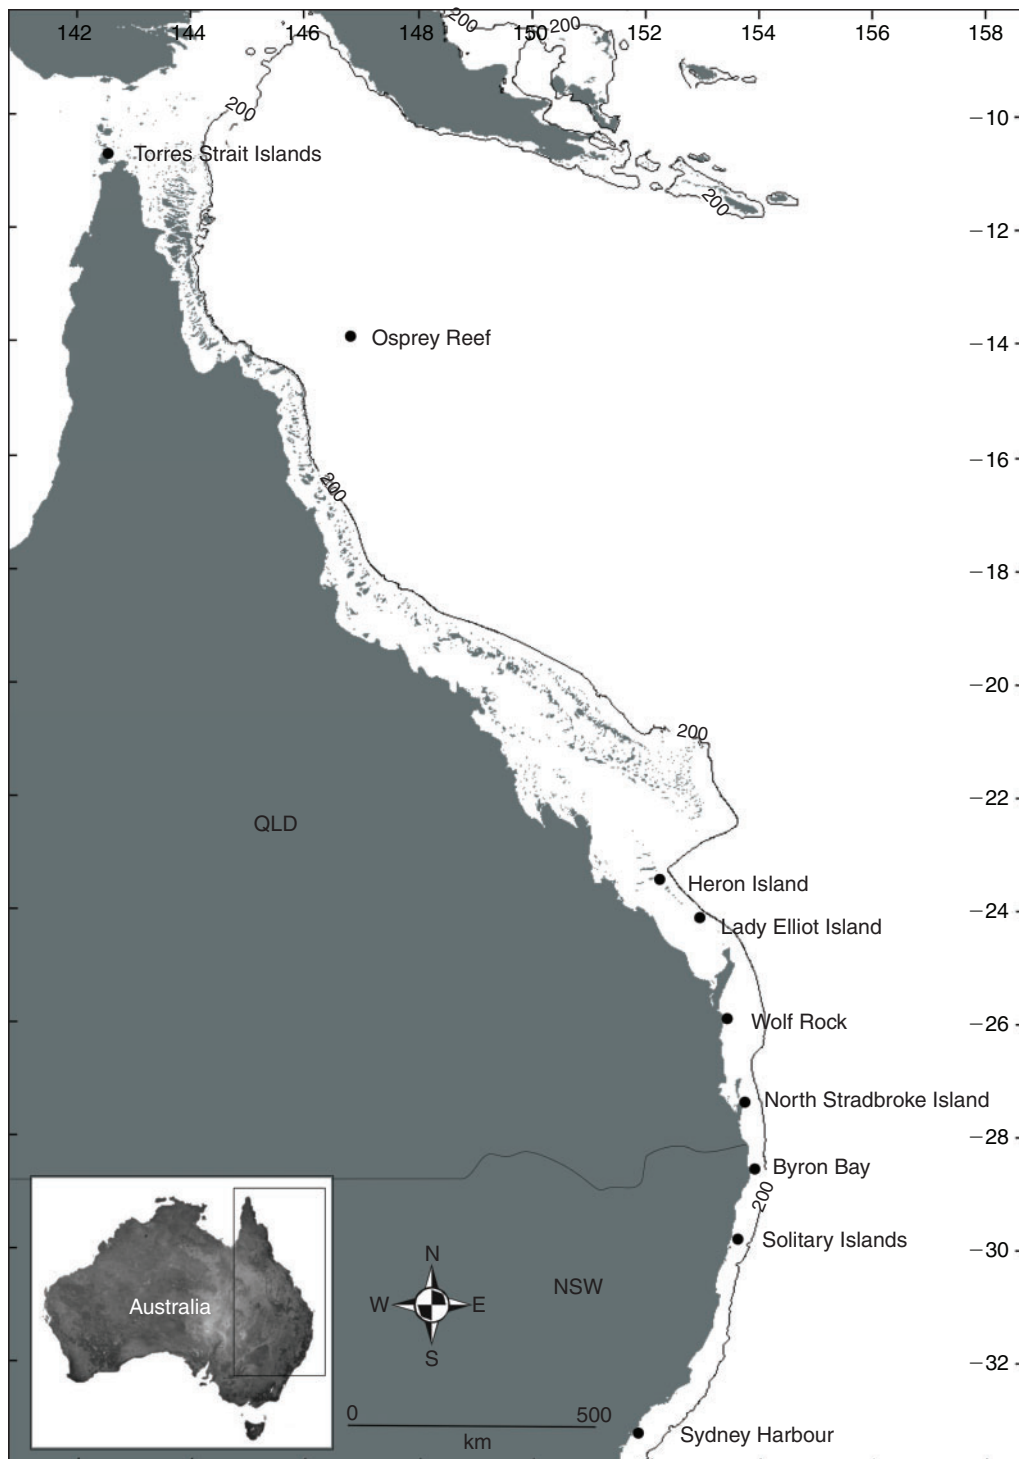 142 144 146 148 150 152 154 156 158
200
200
200
−10
Torres Strait Islands
200
−12
Osprey Reef
−14
−16
200
−18
−20
200
−22
QLD
Heron Island
−24
Lady Elliot Island
Wolf Rock
−26
North Stradbroke Island
−28
Byron Bay
200
Solitary Islands
−30
N
W E
S
NSW
Australia
−32
0 500
km
Sydney Harbour